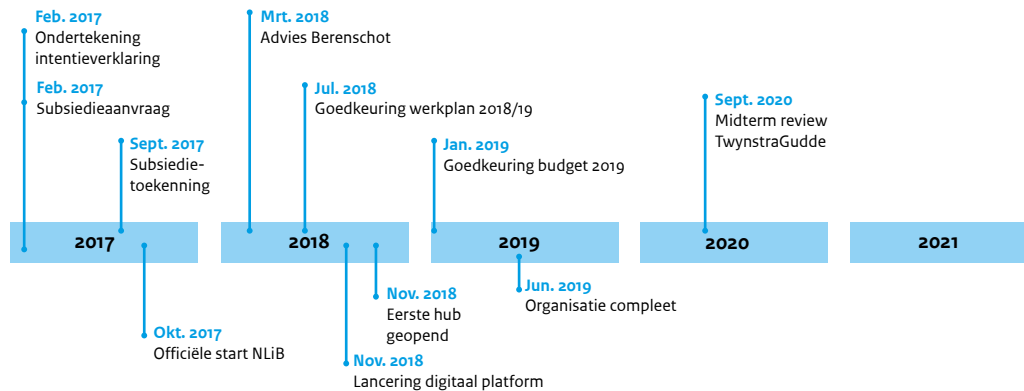 Feb. 2017
Ondertekening
intentieverklaring
Feb. 2017
Subsidieaanvraag
Sept. 2017
Subsidie-
toekenning
Mrt. 2018
Advies Berenschot
Jul. 2018
Goedkeuring werkplan 2018/19
Jan. 2019
Goedkeuring budget 2019
Sept. 2020
Midterm review
TwynstraGudde
2017
2018
2019
2020
2021
Okt. 2017
Officiële start NLiB
Nov. 2018
Eerste hub
geopend
Nov. 2018
Lancering digitaal platform
Jun. 2019
Organisatie compleet